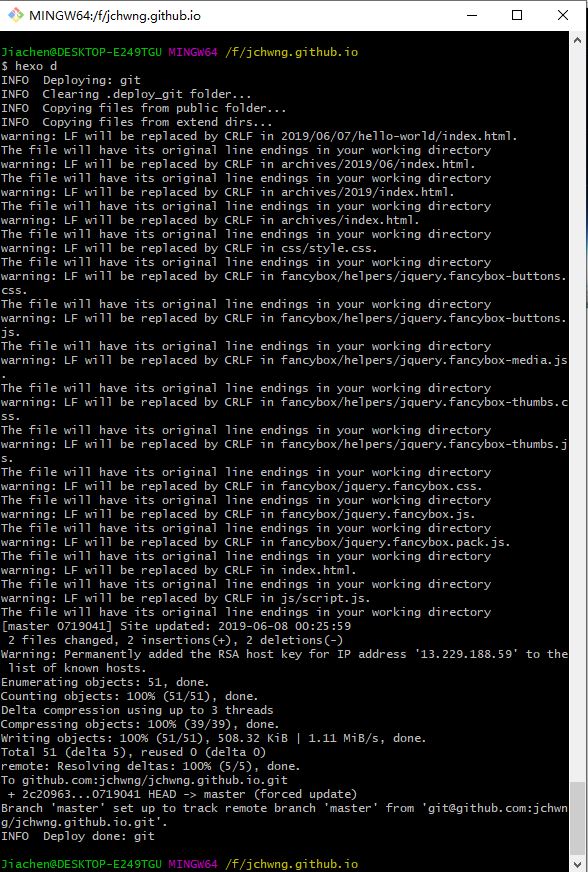 MINGW64:/f/jchwng.github.io
Jiachen@DESKTOP-E249TGU MINGW64 /f/jchwng.github.io
$ hexo d
INFO  Deploying: git
INFO  Clearing .deploy_git folder...
INFO  Copying files from public folder...
INFO  Copying files from extend dirs...
warning: LF will be replaced by CRLF in 2019/06/07/hello-world/index.html.
The file will have its original line endings in your working directory
warning: LF will be replaced by CRLF in archives/2019/06/index.html.
The file will have its original line endings in your working directory
warning: LF will be replaced by CRLF in archives/2019/index.html.
The file will have its original line endings in your working directory
warning: LF will be replaced by CRLF in archives/index.html.
The file will have its original line endings in your working directory
warning: LF will be replaced by CRLF in css/style.css.
The file will have its original line endings in your working directory
warning: LF will be replaced by CRLF in fancybox/helpers/jquery.fancybox-buttons.
css.
The file will have its original line endings in your working directory
warning: LF will be replaced by CRLF in fancybox/helpers/jquery.fancybox-buttons.
js.
The file will have its original line endings in your working directory
warning: LF will be replaced by CRLF in fancybox/helpers/jquery.fancybox-media.js
.
The file will have its original line endings in your working directory
warning: LF will be replaced by CRLF in fancybox/helpers/jquery.fancybox-thumbs.c
ss.
The file will have its original line endings in your working directory
warning: LF will be replaced by CRLF in fancybox/helpers/jquery.fancybox-thumbs.j
s.
The file will have its original line endings in your working directory
warning: LF will be replaced by CRLF in fancybox/jquery.fancybox.css.
The file will have its original line endings in your working directory
warning: LF will be replaced by CRLF in fancybox/jquery.fancybox.js.
The file will have its original line endings in your working directory
warning: LF will be replaced by CRLF in fancybox/jquery.fancybox.pack.js.
The file will have its original line endings in your working directory
warning: LF will be replaced by CRLF in index.html.
The file will have its original line endings in your working directory
warning: LF will be replaced by CRLF in js/script.js.
The file will have its original line endings in your working directory
[master 0719041] Site updated: 2019-06-08 00:25:59
 2 files changed, 2 insertions(+), 2 deletions(-)
Warning: Permanently added the RSA host key for IP address '13.229.188.59' to the
 list of known hosts.
Enumerating objects: 51, done.
Counting objects: 100% (51/51), done.
Delta compression using up to 3 threads
Compressing objects: 100% (39/39), done.
Writing objects: 100% (51/51), 508.32 KiB | 1.11 MiB/s, done.
Total 51 (delta 5), reused 0 (delta 0)
remote: Resolving deltas: 100% (5/5), done.
To github.com:jchwng/jchwng.github.io.git
 + 2c20963...0719041 HEAD -> master (forced update)
Branch 'master' set up to track remote branch 'master' from 'git@github.com:jchwn
g/jchwng.github.io.git'.
INFO  Deploy done: git
Jiachen@DESKTOP-E249TGU MINGW64 /f/jchwng.github.io